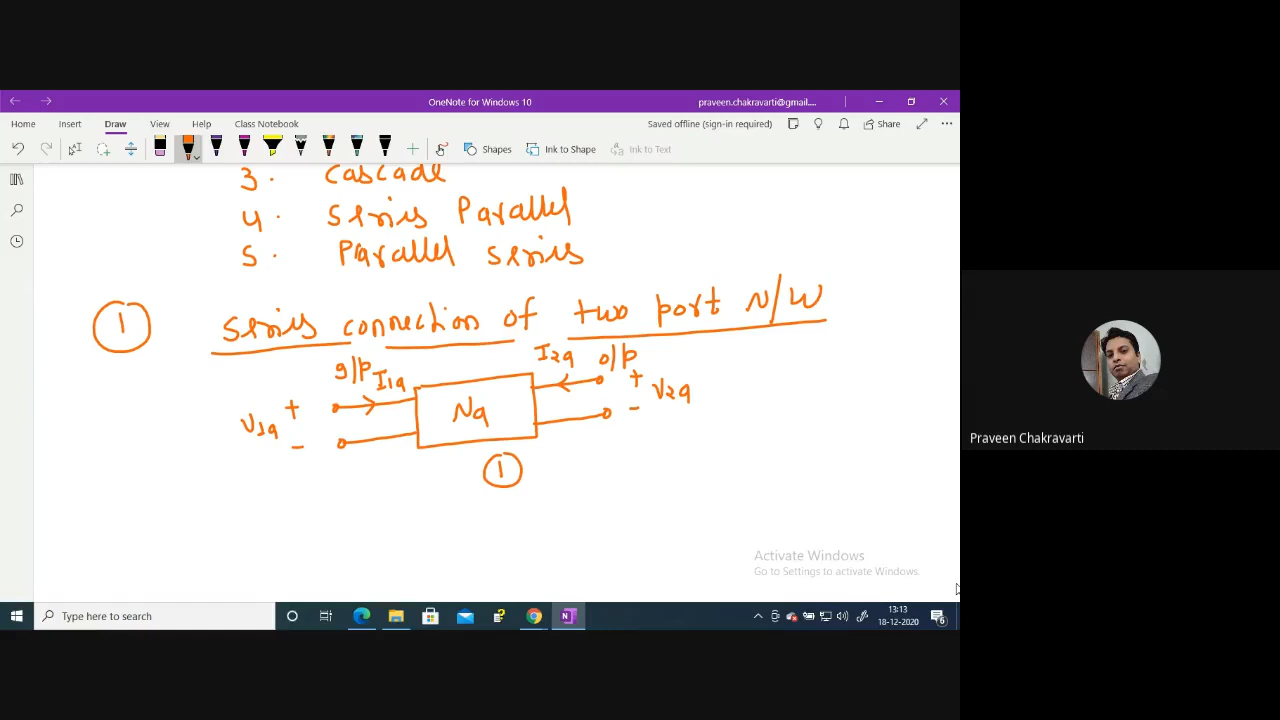 OneNote for Windows 10
praveen.chakravarti@gmail....
Home Insert Draw View Help Class Notebook
Saved offline (sign-in required)
Share
Shapes
Ink to Shape
Ink to Text
3. Cascade
4. Series Parallel
5. Parallel series
1 Series connection of two port N/W
I2a o/p
I/p I1a
+ V2a
-
V1a +
-
Na
1
Praveen Chakravarti
Activate Windows
Go to Settings to activate Windows.
Type here to search
13:13
18-12-2020
6